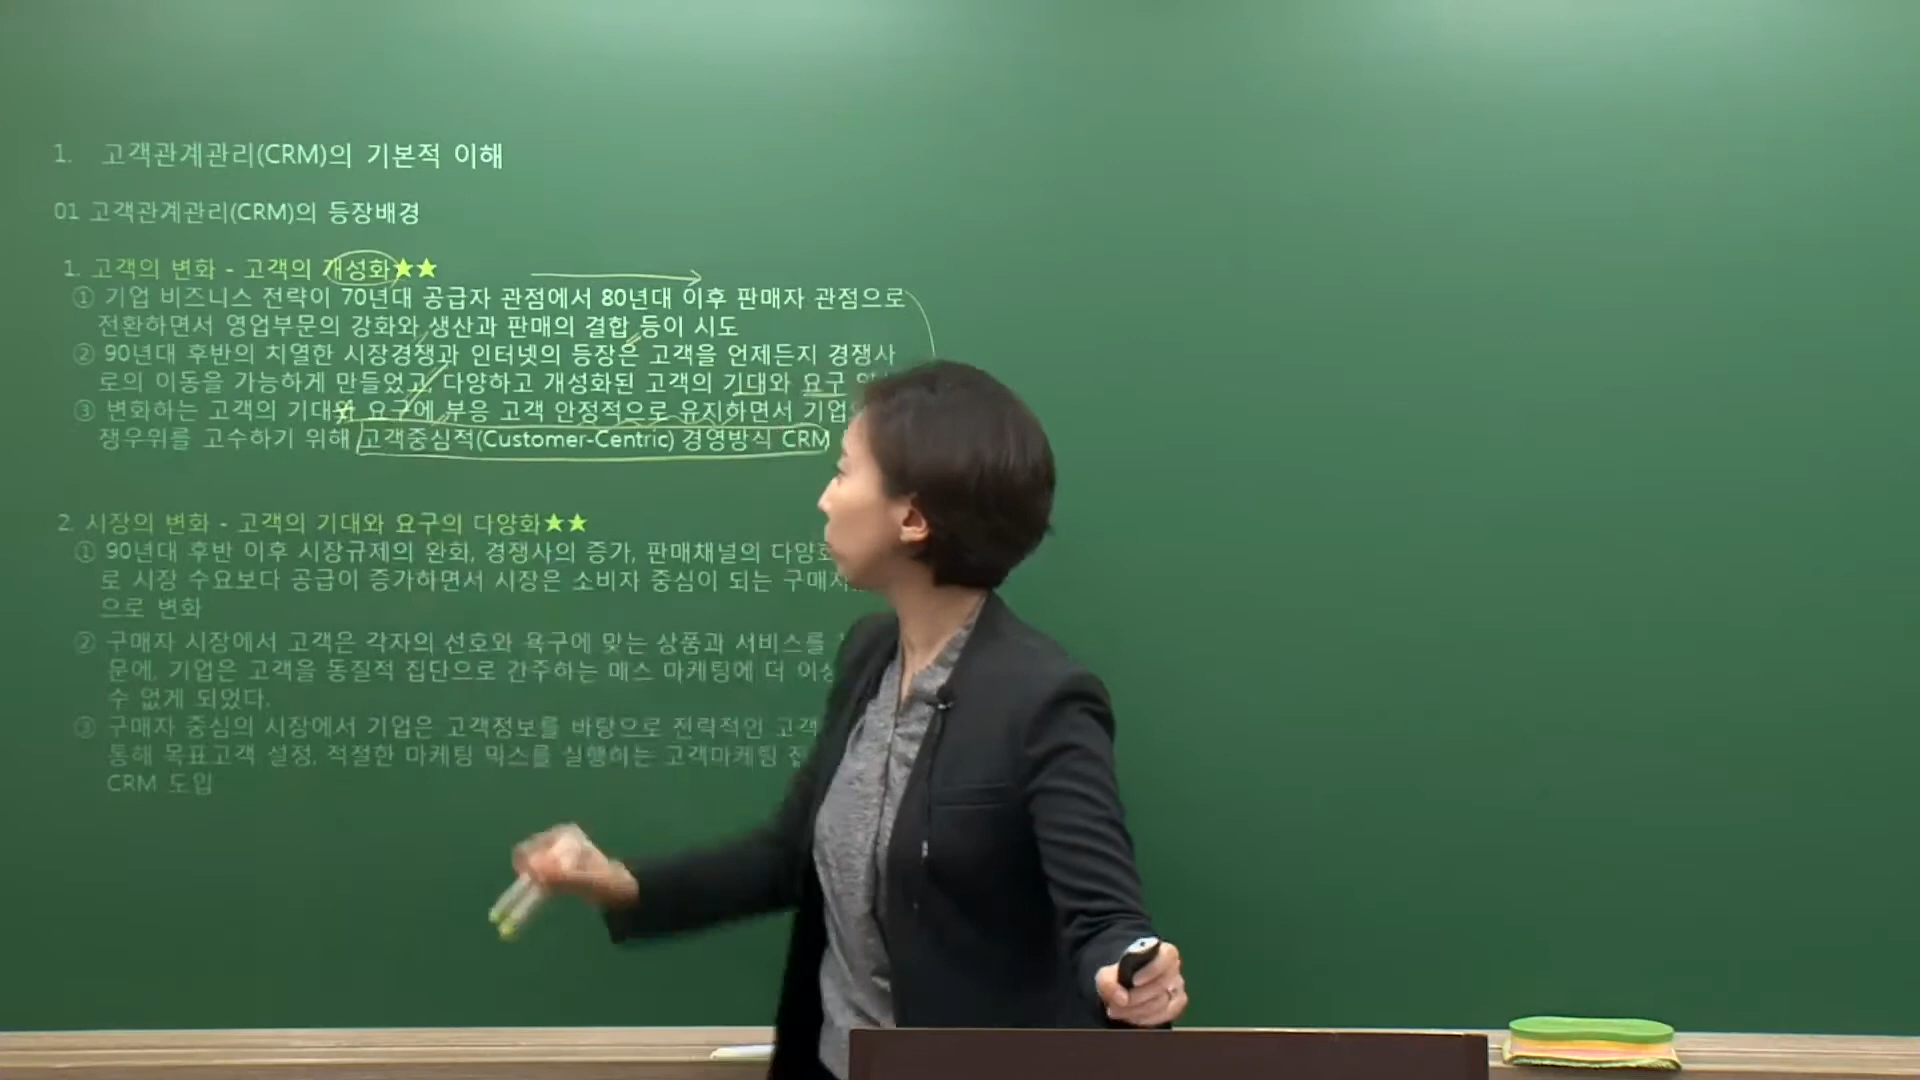 1. 고객관계관리(CRM)의 기본적 이해
01 고객관계관리(CRM)의 등장배경
1. 고객의 변화 - 고객의 개성화★★
① 기업 비즈니스 전략이 70년대 공급자 관점에서 80년대 이후 판매자 관점으로
전환하면서 영업부문의 강화와 생산과 판매의 결합 등이 시도
② 90년대 후반의 치열한 시장경쟁과 인터넷의 등장은 고객을 언제든지 경쟁사
로의 이동을 가능하게 만들었고, 다양하고 개성화된 고객의 기대와 요구
③ 변화하는 고객의 기대와 요구에 부응 고객 안정적으로 유지하면서 기업
쟁우위를 고수하기 위해 고객중심적(Customer-Centric) 경영방식 CRM
2. 시장의 변화 - 고객의 기대와 요구의 다양화★★
① 90년대 후반 이후 시장규제의 완화, 경쟁사의 증가, 판매채널의
로 시장 수요보다 공급이 증가하면서 시장은 소비자 중심이 되는
으로 변화
② 구매자 시장에서 고객은 각자의 선호와 욕구에 맞는 상품과 서비스를
문에, 기업은 고객을 동질적 집단으로 간주하는 매스 마케팅에 더
수 없게 되었다.
③ 구매자 중심의 시장에서 기업은 고객정보를 바탕으로 전략적인
통해 목표고객 설정, 적절한 마케팅 믹스를 실행하는 고객마케팅
CRM 도입